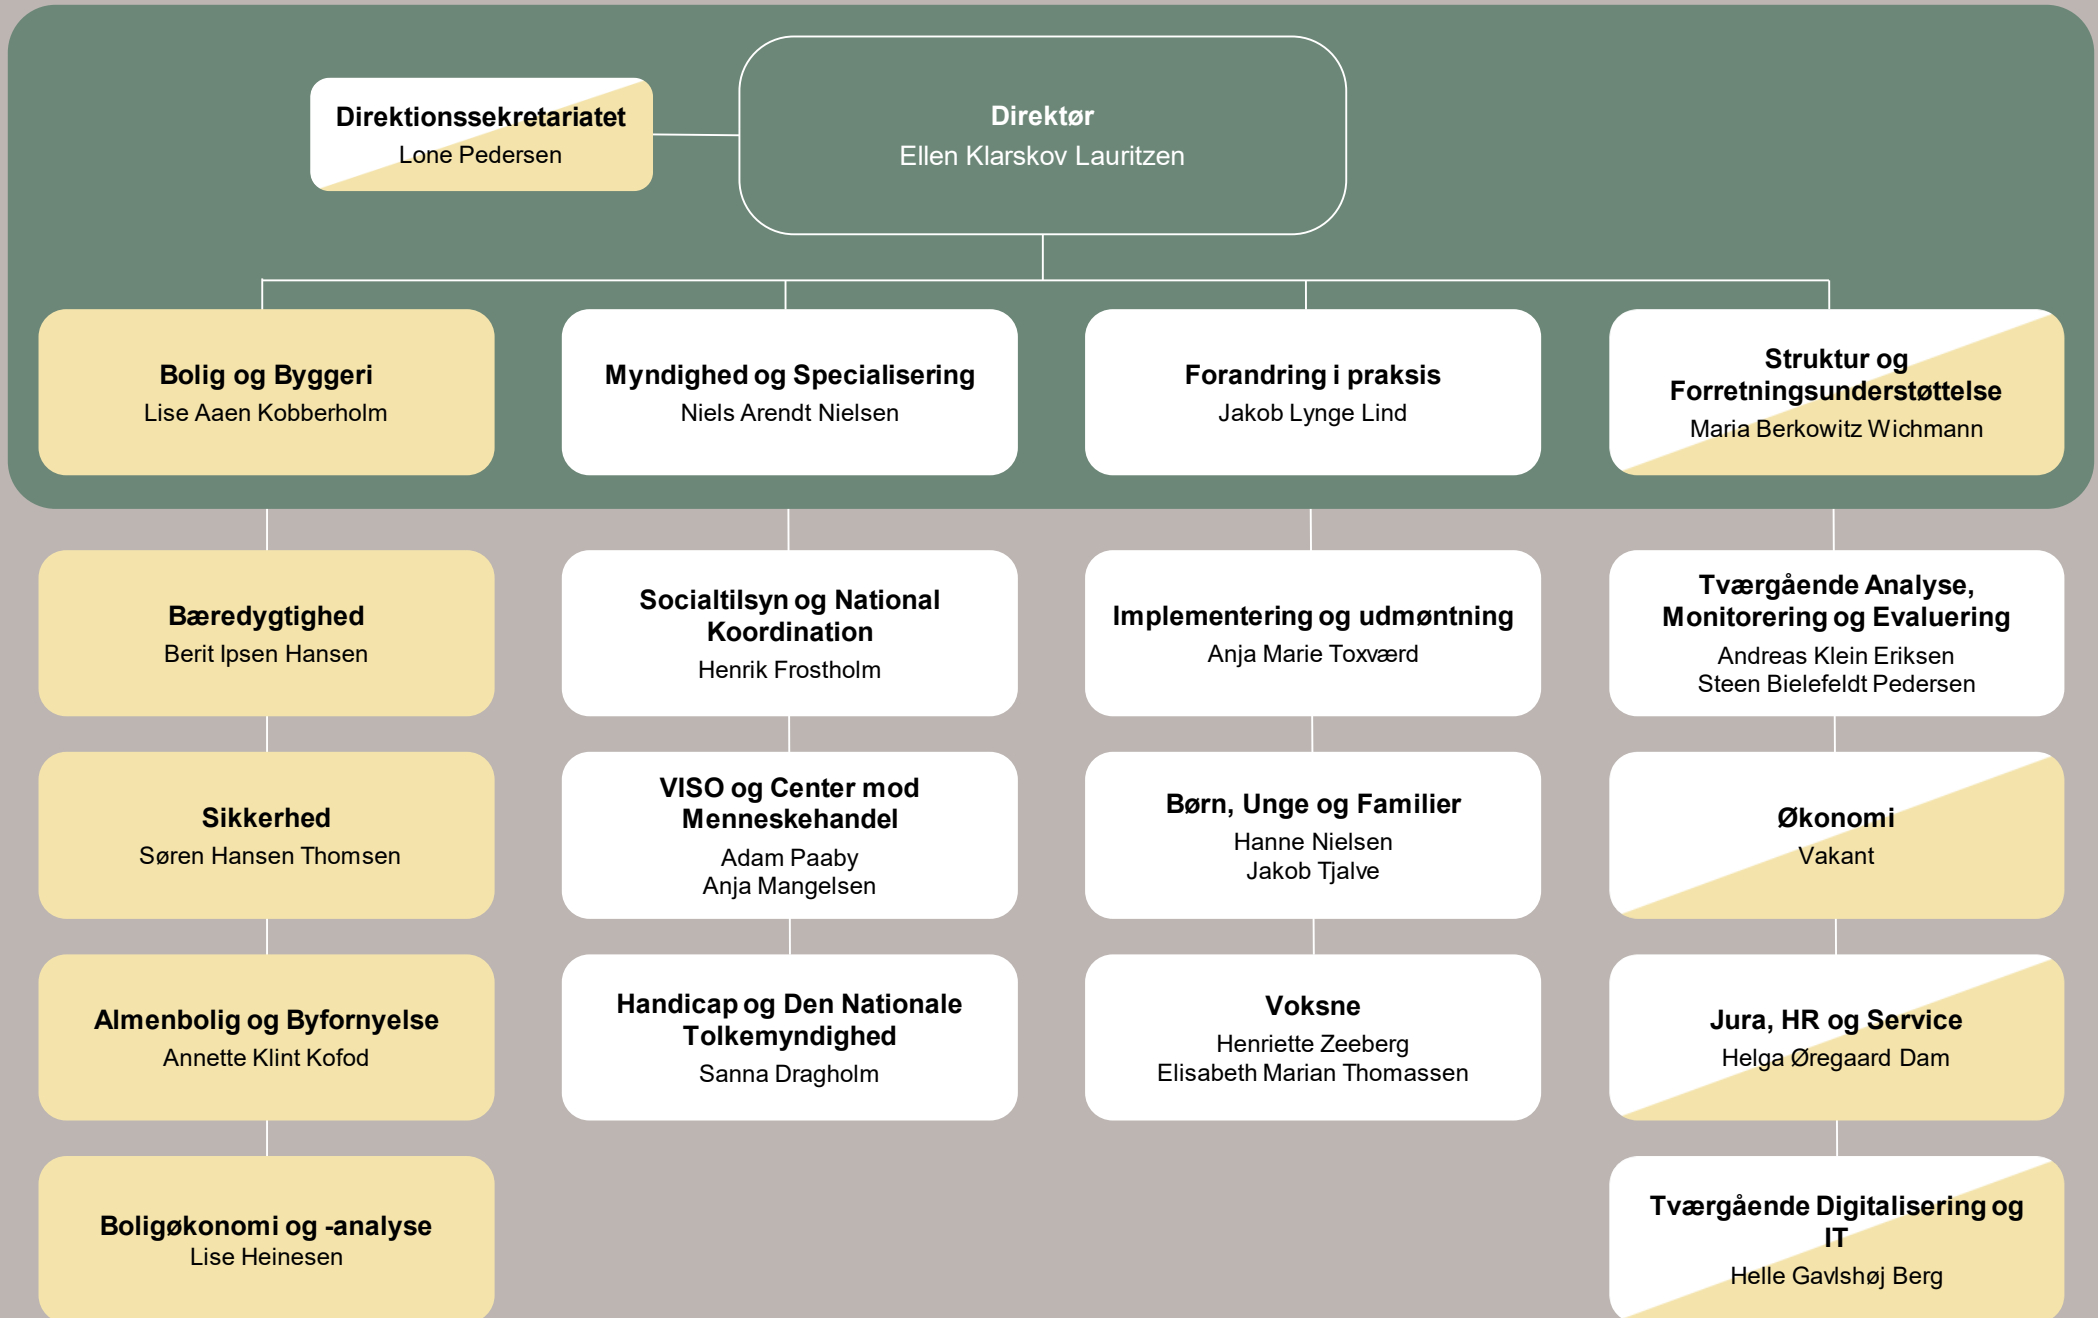 Direktionssekretariatet
Lone Pedersen
Direktør
Ellen Klarskov Lauritzen
Bolig og Byggeri
Lise Aaen Kobberholm
Myndighed og Specialisering
Niels Arendt Nielsen
Forandring i praksis
Jakob Lynge Lind
Struktur og
Forretningsunderstøttelse
Maria Berkowitz Wichmann
Bæredygtighed
Berit Ipsen Hansen
Socialtilsyn og National
Koordination
Henrik Frostholm
Implementering og udmøntning
Anja Marie Toxværd
Tværgående Analyse,
Monitorering og Evaluering
Andreas Klein Eriksen
Steen Bielefeldt Pedersen
Sikkerhed
Søren Hansen Thomsen
VISO og Center mod
Menneskehandel
Adam Paaby
Anja Mangelsen
Børn, Unge og Familier
Hanne Nielsen
Jakob Tjalve
Økonomi
Vakant
Almenbolig og Byfornyelse
Annette Klint Kofod
Handicap og Den Nationale
Tolkemyndighed
Sanna Dragholm
Voksne
Henriette Zeeberg
Elisabeth Marian Thomassen
Jura, HR og Service
Helga Øregaard Dam
Boligøkonomi og -analyse
Lise Heinesen
Tværgående Digitalisering og
IT
Helle Gavlshøj Berg